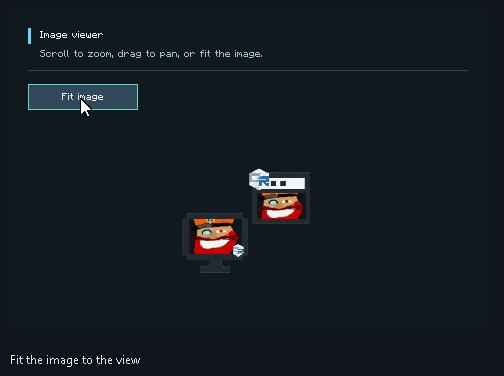 Image viewer
Scroll to zoom, drag to pan, or fit the image.
Fit image
Fit the image to the view